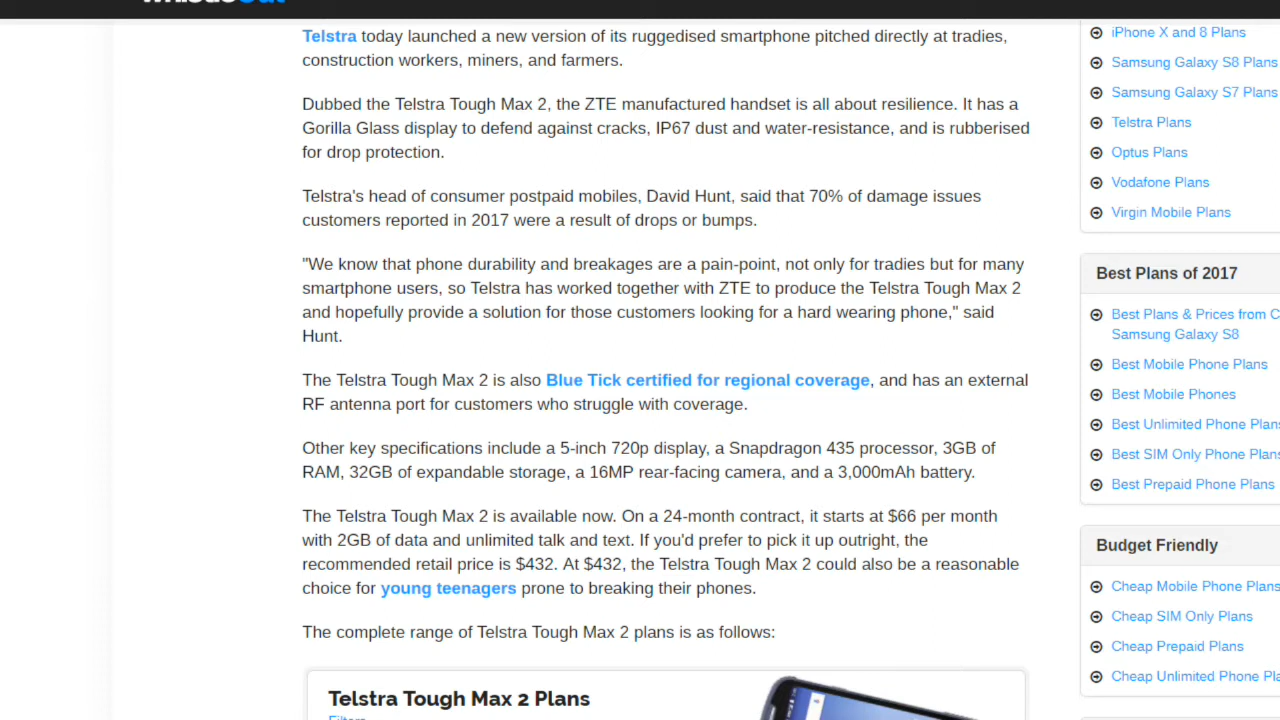 Telstra today launched a new version of its ruggedised smartphone pitched directly at tradies,
construction workers, miners, and farmers.
Dubbed the Telstra Tough Max 2, the ZTE manufactured handset is all about resilience. It has a
Gorilla Glass display to defend against cracks, IP67 dust and water-resistance, and is rubberised
for drop protection.
Telstra's head of consumer postpaid mobiles, David Hunt, said that 70% of damage issues
customers reported in 2017 were a result of drops or bumps.
"We know that phone durability and breakages are a pain-point, not only for tradies but for many
smartphone users, so Telstra has worked together with ZTE to produce the Telstra Tough Max 2
and hopefully provide a solution for those customers looking for a hard wearing phone," said
Hunt.
The Telstra Tough Max 2 is also Blue Tick certified for regional coverage, and has an external
RF antenna port for customers who struggle with coverage.
Other key specifications include a 5-inch 720p display, a Snapdragon 435 processor, 3GB of
RAM, 32GB of expandable storage, a 16MP rear-facing camera, and a 3,000mAh battery.
The Telstra Tough Max 2 is available now. On a 24-month contract, it starts at $66 per month
with 2GB of data and unlimited talk and text. If you'd prefer to pick it up outright, the
recommended retail price is $432. At $432, the Telstra Tough Max 2 could also be a reasonable
choice for young teenagers prone to breaking their phones.
The complete range of Telstra Tough Max 2 plans is as follows:
Telstra Tough Max 2 Plans
Filters
iPhone X and 8 Plans
Samsung Galaxy S8 Plans
Samsung Galaxy S7 Plans
Telstra Plans
Optus Plans
Vodafone Plans
Virgin Mobile Plans
Best Plans of 2017
Best Plans & Prices from C
Samsung Galaxy S8
Best Mobile Phone Plans
Best Mobile Phones
Best Unlimited Phone Plans
Best SIM Only Phone Plans
Best Prepaid Phone Plans
Budget Friendly
Cheap Mobile Phone Plans
Cheap SIM Only Plans
Cheap Prepaid Plans
Cheap Unlimited Phone Pla